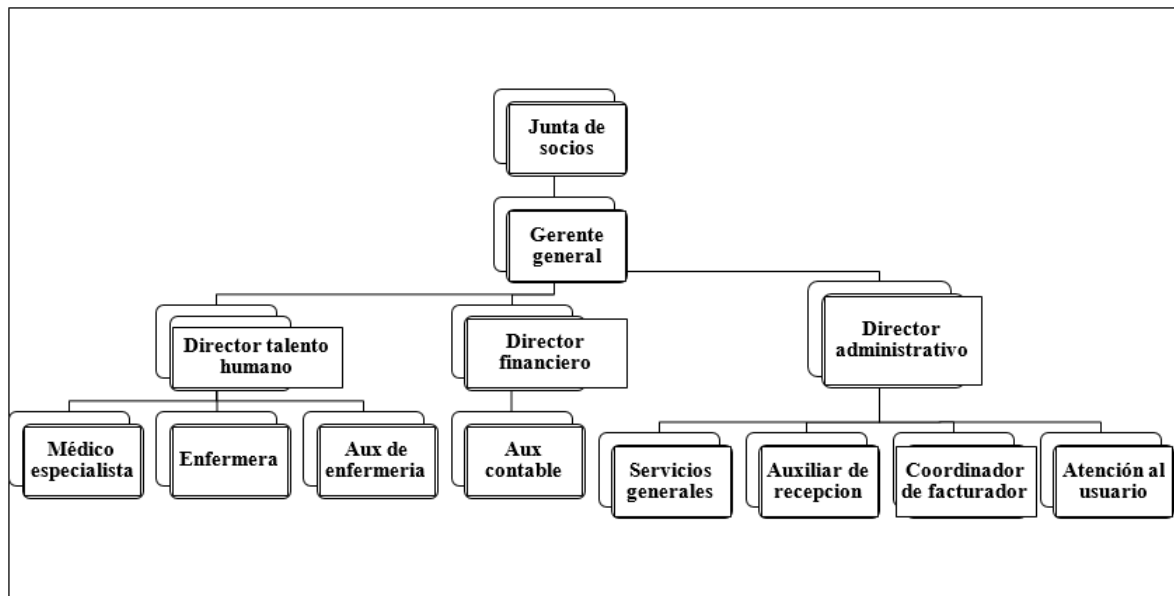 Junta de
socios
Gerente
general
Director talento
humano
Director
financiero
Director
administrativo
Médico
especialista
Enfermera
Aux de
enfermeria
Aux
contable
Servicios
generales
Auxiliar de
recepcion
Coordinador
de facturador
Atención al
usuario